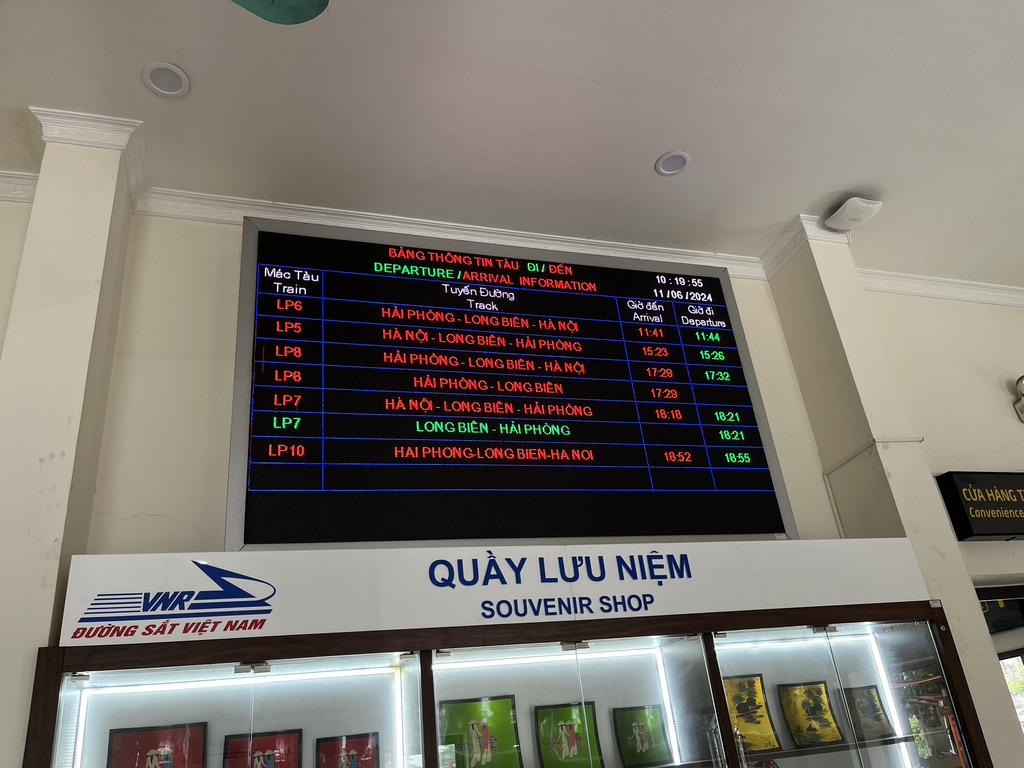 BẢNG THÔNG TIN TÀU ĐI / ĐẾN
DEPARTURE / ARRIVAL INFORMATION
10 : 19 : 55
11 / 06 / 2024
Mác Tàu
Train
Tuyến Đường
Track
Giờ đến
Arrival
Giờ đi
Departure
LP6 HẢI PHÒNG - LONG BIÊN - HÀ NỘI 11:41 11:44
LP5 HÀ NỘI - LONG BIÊN - HẢI PHÒNG 15:23 15:26
LP8 HẢI PHÒNG - LONG BIÊN - HÀ NỘI 17:29 17:32
LP8 HẢI PHÒNG - LONG BIÊN 17:29
LP7 HÀ NỘI - LONG BIÊN - HẢI PHÒNG 18:18 18:21
LP7 LONG BIÊN - HẢI PHÒNG 18:21
LP10 HAI PHONG-LONG BIEN-HA NOI 18:52 18:55
VNR
ĐƯỜNG SẮT VIỆT NAM
QUẦY LƯU NIỆM
SOUVENIR SHOP
CỬA HÀNG T
Convenience